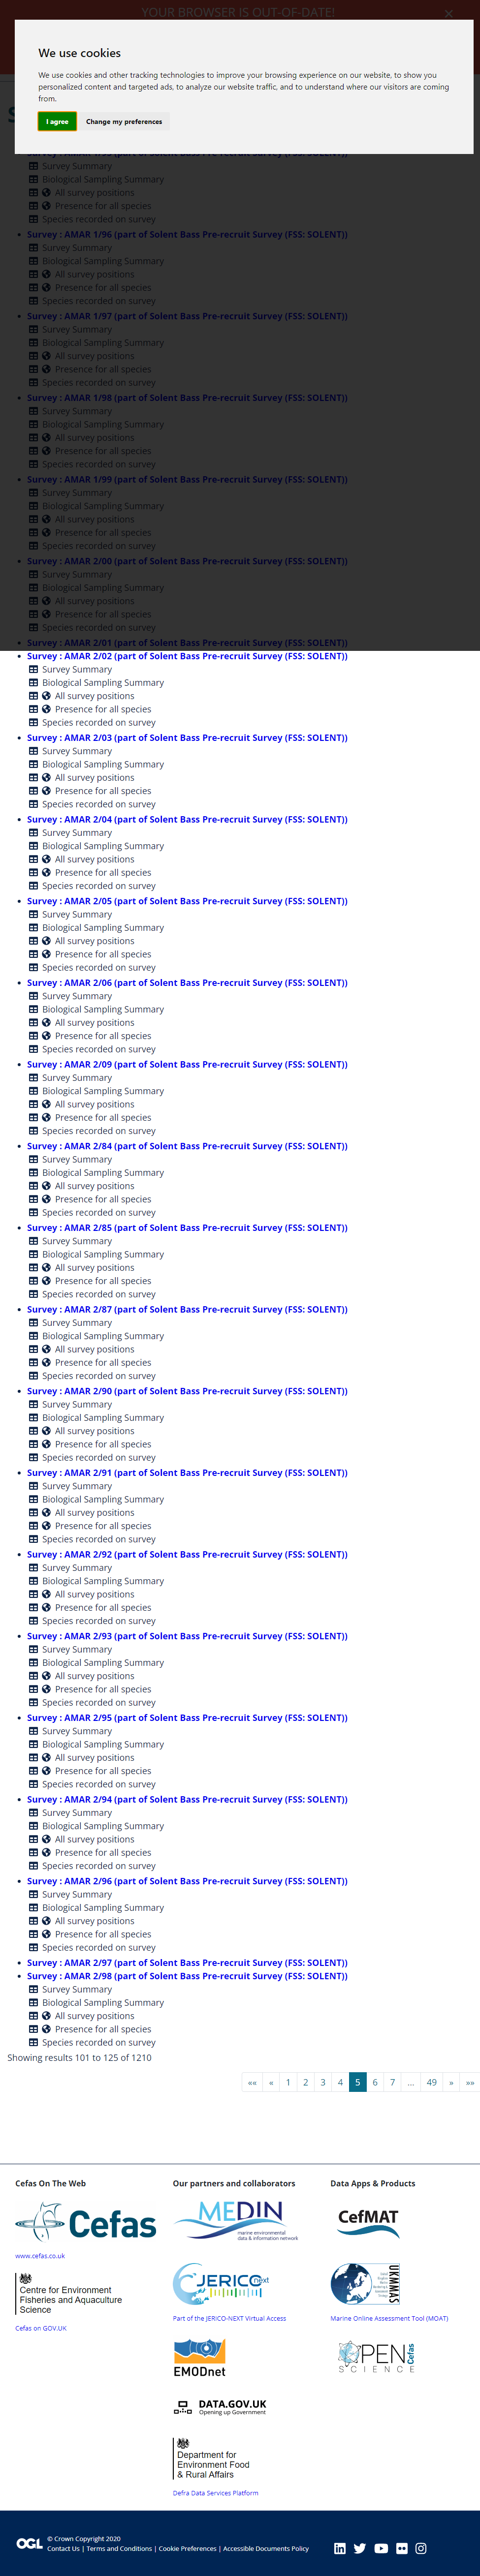 YOUR BROWSER IS OUT-OF-DATE!
We use cookies
We use cookies and other tracking technologies to improve your browsing experience on our website, to show you
personalized content and targeted ads, to analyze our website traffic, and to understand where our visitors are coming
from.
I agree
Change my preferences
Survey Summary
Biological Sampling Summary
All survey positions
Presence for all species
Species recorded on survey
Survey : AMAR 1/96 (part of Solent Bass Pre-recruit Survey (FSS: SOLENT))
Survey Summary
Biological Sampling Summary
All survey positions
Presence for all species
Species recorded on survey
Survey : AMAR 1/97 (part of Solent Bass Pre-recruit Survey (FSS: SOLENT))
Survey Summary
Biological Sampling Summary
All survey positions
Presence for all species
Species recorded on survey
Survey : AMAR 1/98 (part of Solent Bass Pre-recruit Survey (FSS: SOLENT))
Survey Summary
Biological Sampling Summary
All survey positions
Presence for all species
Species recorded on survey
Survey : AMAR 1/99 (part of Solent Bass Pre-recruit Survey (FSS: SOLENT))
Survey Summary
Biological Sampling Summary
All survey positions
Presence for all species
Species recorded on survey
Survey : AMAR 2/00 (part of Solent Bass Pre-recruit Survey (FSS: SOLENT))
Survey Summary
Biological Sampling Summary
All survey positions
Presence for all species
Species recorded on survey
Survey : AMAR 2/01 (part of Solent Bass Pre-recruit Survey (FSS: SOLENT))
Survey : AMAR 2/02 (part of Solent Bass Pre-recruit Survey (FSS: SOLENT))
Survey Summary
Biological Sampling Summary
All survey positions
Presence for all species
Species recorded on survey
Survey : AMAR 2/03 (part of Solent Bass Pre-recruit Survey (FSS: SOLENT))
Survey Summary
Biological Sampling Summary
All survey positions
Presence for all species
Species recorded on survey
Survey : AMAR 2/04 (part of Solent Bass Pre-recruit Survey (FSS: SOLENT))
Survey Summary
Biological Sampling Summary
All survey positions
Presence for all species
Species recorded on survey
Survey : AMAR 2/05 (part of Solent Bass Pre-recruit Survey (FSS: SOLENT))
Survey Summary
Biological Sampling Summary
All survey positions
Presence for all species
Species recorded on survey
Survey : AMAR 2/06 (part of Solent Bass Pre-recruit Survey (FSS: SOLENT))
Survey Summary
Biological Sampling Summary
All survey positions
Presence for all species
Species recorded on survey
Survey : AMAR 2/09 (part of Solent Bass Pre-recruit Survey (FSS: SOLENT))
Survey Summary
Biological Sampling Summary
All survey positions
Presence for all species
Species recorded on survey
Survey : AMAR 2/84 (part of Solent Bass Pre-recruit Survey (FSS: SOLENT))
Survey Summary
Biological Sampling Summary
All survey positions
Presence for all species
Species recorded on survey
Survey : AMAR 2/85 (part of Solent Bass Pre-recruit Survey (FSS: SOLENT))
Survey Summary
Biological Sampling Summary
All survey positions
Presence for all species
Species recorded on survey
Survey : AMAR 2/87 (part of Solent Bass Pre-recruit Survey (FSS: SOLENT))
Survey Summary
Biological Sampling Summary
All survey positions
Presence for all species
Species recorded on survey
Survey : AMAR 2/90 (part of Solent Bass Pre-recruit Survey (FSS: SOLENT))
Survey Summary
Biological Sampling Summary
All survey positions
Presence for all species
Species recorded on survey
Survey : AMAR 2/91 (part of Solent Bass Pre-recruit Survey (FSS: SOLENT))
Survey Summary
Biological Sampling Summary
All survey positions
Presence for all species
Species recorded on survey
Survey : AMAR 2/92 (part of Solent Bass Pre-recruit Survey (FSS: SOLENT))
Survey Summary
Biological Sampling Summary
All survey positions
Presence for all species
Species recorded on survey
Survey : AMAR 2/93 (part of Solent Bass Pre-recruit Survey (FSS: SOLENT))
Survey Summary
Biological Sampling Summary
All survey positions
Presence for all species
Species recorded on survey
Survey : AMAR 2/95 (part of Solent Bass Pre-recruit Survey (FSS: SOLENT))
Survey Summary
Biological Sampling Summary
All survey positions
Presence for all species
Species recorded on survey
Survey : AMAR 2/94 (part of Solent Bass Pre-recruit Survey (FSS: SOLENT))
Survey Summary
Biological Sampling Summary
All survey positions
Presence for all species
Species recorded on survey
Survey : AMAR 2/96 (part of Solent Bass Pre-recruit Survey (FSS: SOLENT))
Survey Summary
Biological Sampling Summary
All survey positions
Presence for all species
Species recorded on survey
Survey : AMAR 2/97 (part of Solent Bass Pre-recruit Survey (FSS: SOLENT))
Survey : AMAR 2/98 (part of Solent Bass Pre-recruit Survey (FSS: SOLENT))
Survey Summary
Biological Sampling Summary
All survey positions
Presence for all species
Species recorded on survey
Showing results 101 to 125 of 1210
«« « 1 2 3 4 5 6 7 ... 49 » »»
Cefas On The Web
Cefas
www.cefas.co.uk
Centre for Environment
Fisheries and Aquaculture
Science
Cefas on GOV.UK
Our partners and collaborators
MEDIN
marine environmental
data & information network
JERICO next
Part of the JERICO-NEXT Virtual Access
EMODnet
DATA.GOV.UK
Opening up Government
Department for
Environment Food
& Rural Affairs
Defra Data Services Platform
Data Apps & Products
CefMAT
UKMMAS
Marine Online Assessment Tool (MOAT)
OPEN
SCIENCE
Cefas
OGL
© Crown Copyright 2020
Contact Us | Terms and Conditions | Cookie Preferences | Accessible Documents Policy